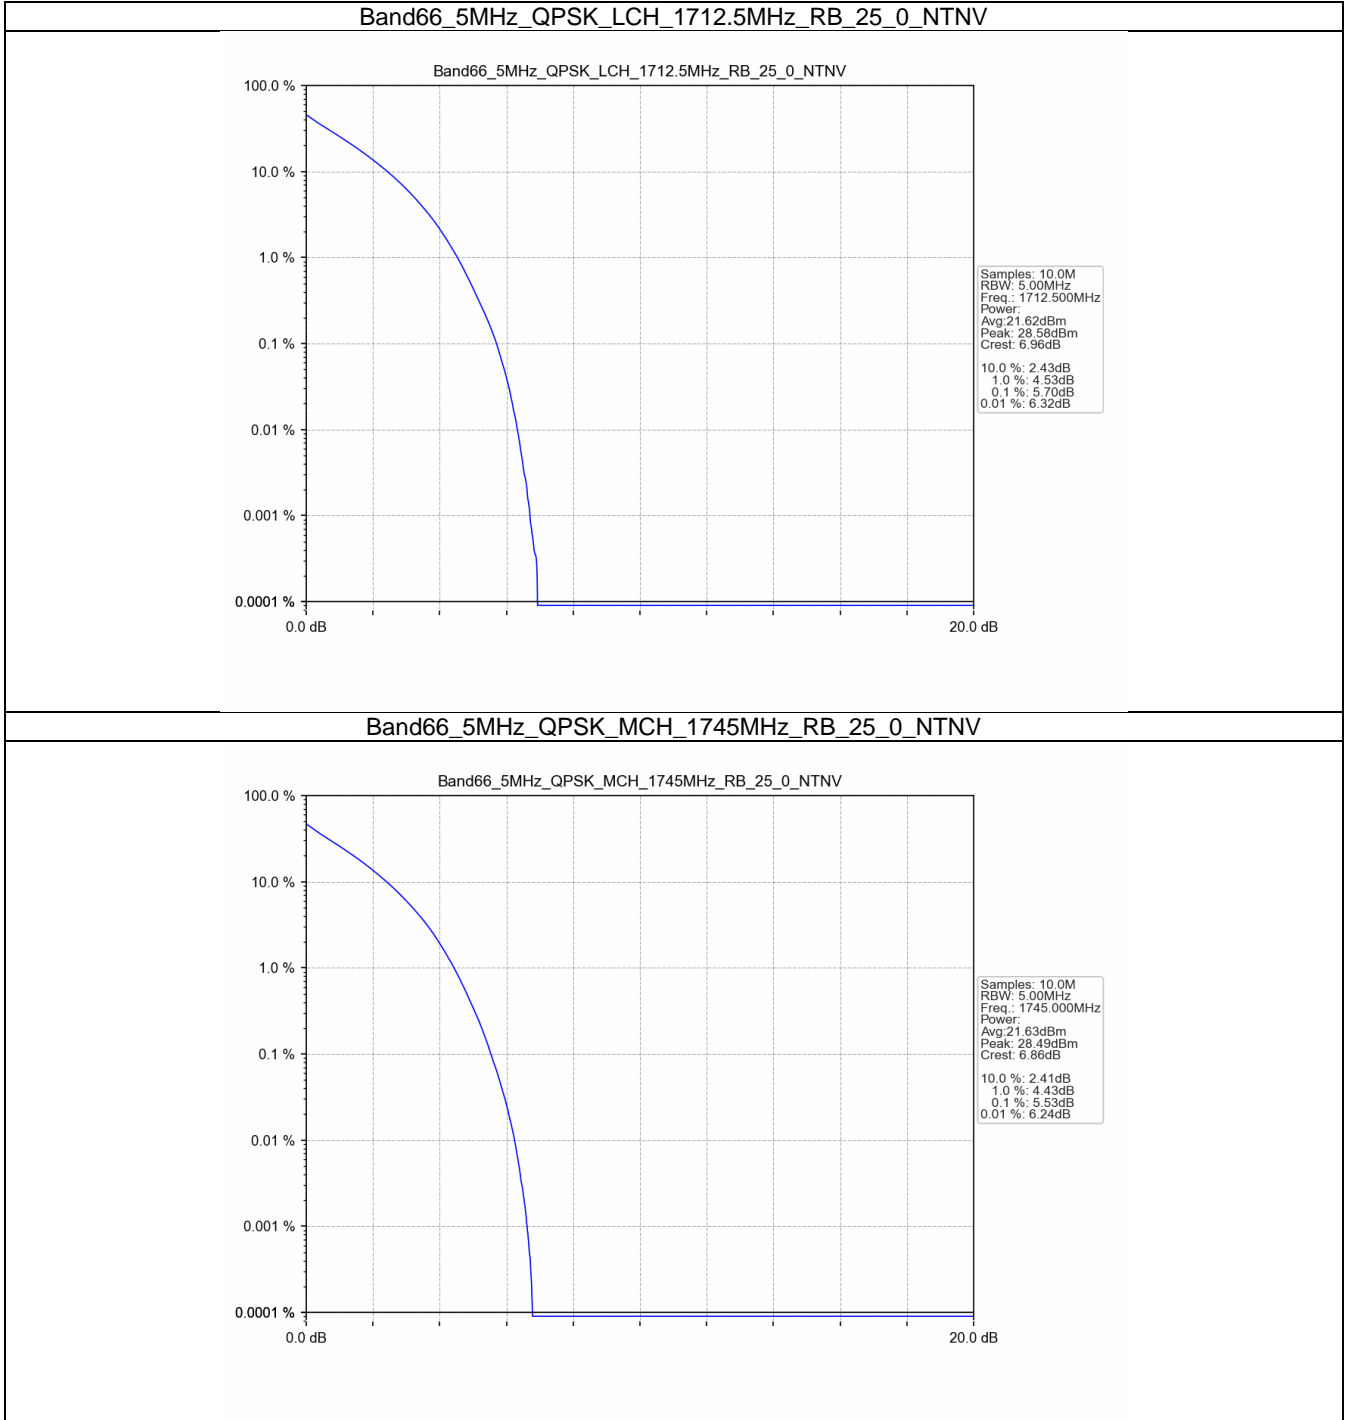 Band66_5MHz_QPSK_LCH_1712.5MHz_RB_25_0_NTNV
Band66_5MHz_QPSK_LCH_1712.5MHz_RB_25_0_NTNV
100.0 %
10.0 %
1.0 %
0.1 %
0.01 %
0.001 %
0.0001 %
0.0 dB
20.0 dB
Samples: 10.0M
RBW: 5.00MHz
Freq.: 1712.500MHz
Power:
Avg:21.62dBm
Peak: 28.58dBm
Crest: 6.96dB
10.0 %: 2.43dB
1.0 %: 4.53dB
0.1 %: 5.70dB
0.01 %: 6.32dB
Band66_5MHz_QPSK_MCH_1745MHz_RB_25_0_NTNV
Band66_5MHz_QPSK_MCH_1745MHz_RB_25_0_NTNV
100.0 %
10.0 %
1.0 %
0.1 %
0.01 %
0.001 %
0.0001 %
0.0 dB
20.0 dB
Samples: 10.0M
RBW: 5.00MHz
Freq.: 1745.000MHz
Power:
Avg:21.63dBm
Peak: 28.49dBm
Crest: 6.86dB
10.0 %: 2.41dB
1.0 %: 4.43dB
0.1 %: 5.53dB
0.01 %: 6.24dB